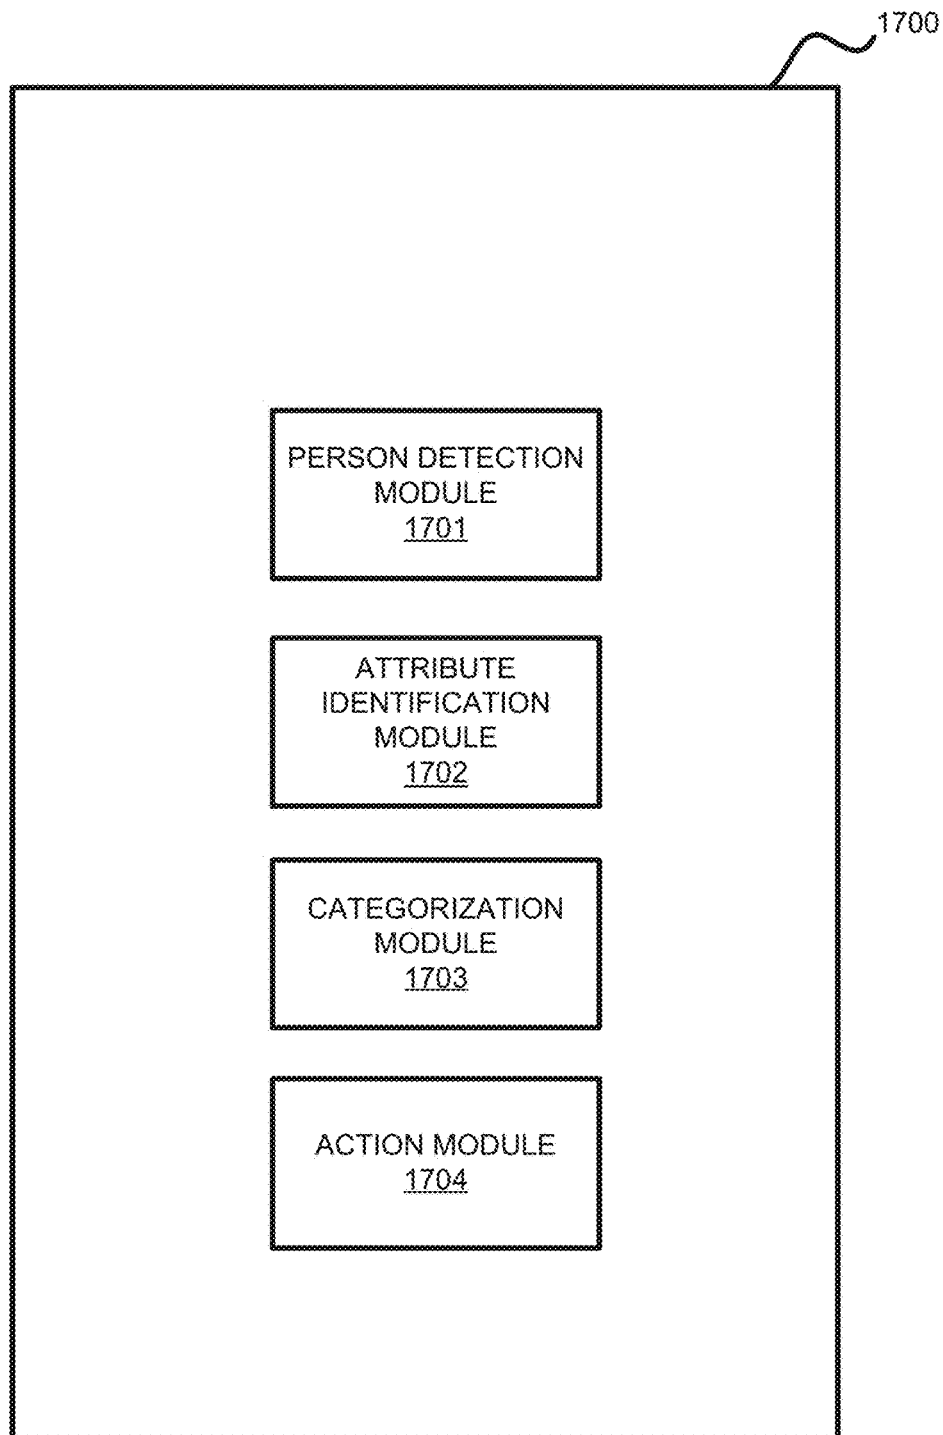 1700
PERSON DETECTION
MODULE
1701
ATTRIBUTE
IDENTIFICATION
MODULE
1702
CATEGORIZATION
MODULE
1703
ACTION MODULE
1704